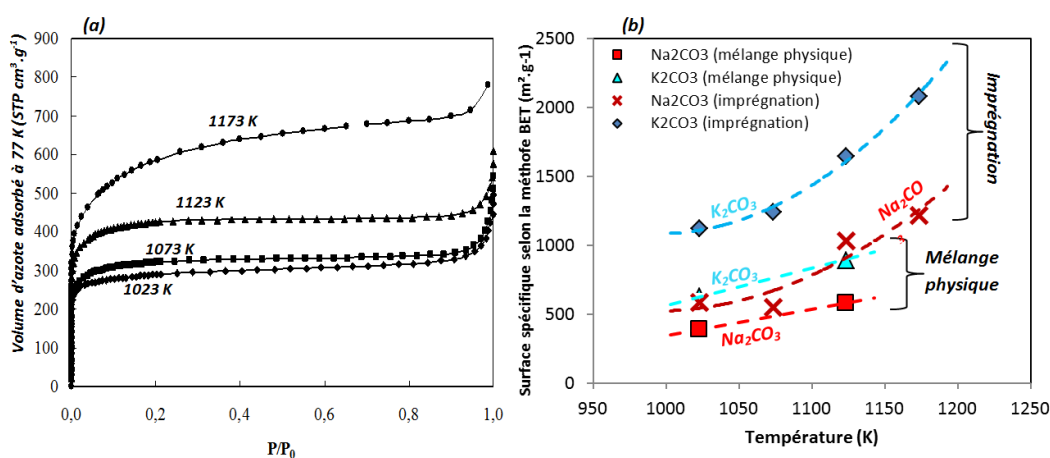 (a)
Volume d'azote adsorbé à 77 K (STP cm³.g⁻¹)
900
800
700
600
500
400
300
200
100
0
1173 K
1123 K
1073 K
1023 K
0,0
0,2
0,4
0,6
0,8
1,0
P/P₀
(b)
Surface spécifique selon la méthofe BET (m².g-1)
2500
2000
1500
1000
500
0
Na2CO3 (mélange physique)
K2CO3 (mélange physique)
Na2CO3 (imprégnation)
K2CO3 (imprégnation)
K₂CO₃
Na₂CO
₃
K₂CO₃
Na₂CO₃
Imprégnation
Mélange
physique
950
1000
1050
1100
1150
1200
1250
Température (K)